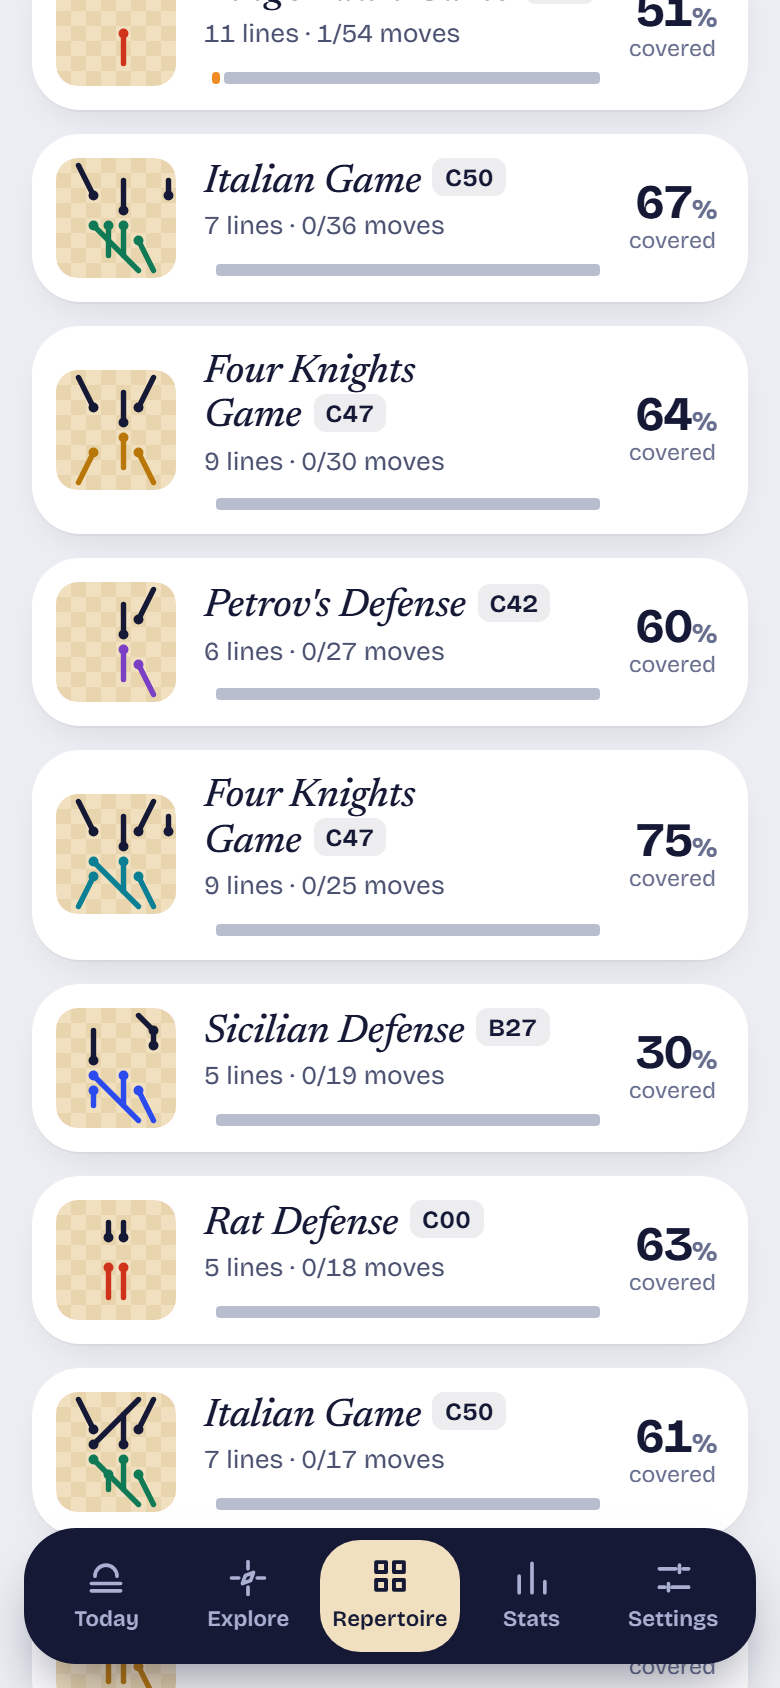 51%
11 lines · 1/54 moves
covered
Italian Game C50
67%
7 lines · 0/36 moves
covered
Four Knights
Game C47
64%
9 lines · 0/30 moves
covered
Petrov's Defense C42
60%
6 lines · 0/27 moves
covered
Four Knights
Game C47
75%
9 lines · 0/25 moves
covered
Sicilian Defense B27
30%
5 lines · 0/19 moves
covered
Rat Defense C00
63%
5 lines · 0/18 moves
covered
Italian Game C50
61%
7 lines · 0/17 moves
covered
Today Explore Repertoire Stats Settings
covered